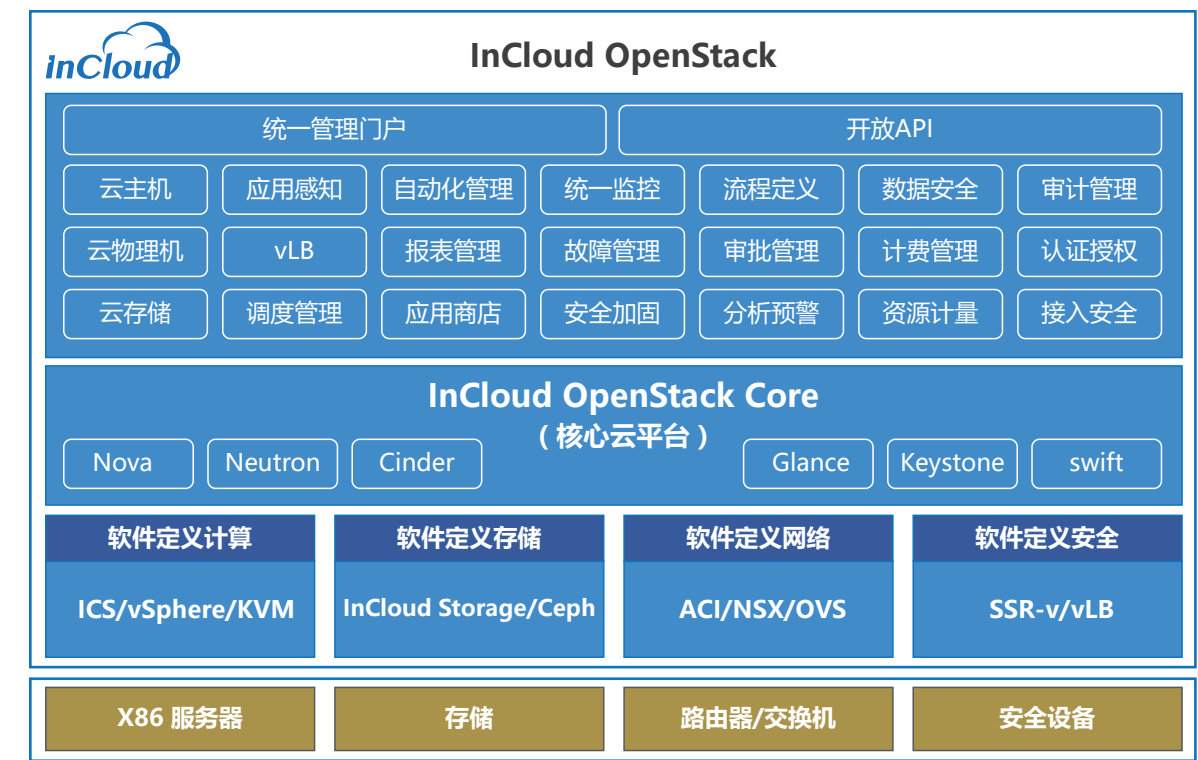 inCloud
InCloud OpenStack
统一管理门户 开放API
云主机 应用感知 自动化管理 统一监控 流程定义 数据安全 审计管理
云物理机 vLB 报表管理 故障管理 审批管理 计费管理 认证授权
云存储 调度管理 应用商店 安全加固 分析预警 资源计量 接入安全
InCloud OpenStack Core
(核心云平台)
Nova Neutron Cinder Glance Keystone swift
软件定义计算 软件定义存储 软件定义网络 软件定义安全
ICS/vSphere/KVM InCloud Storage/Ceph ACI/NSX/OVS SSR-v/vLB
X86 服务器 存储 路由器/交换机 安全设备